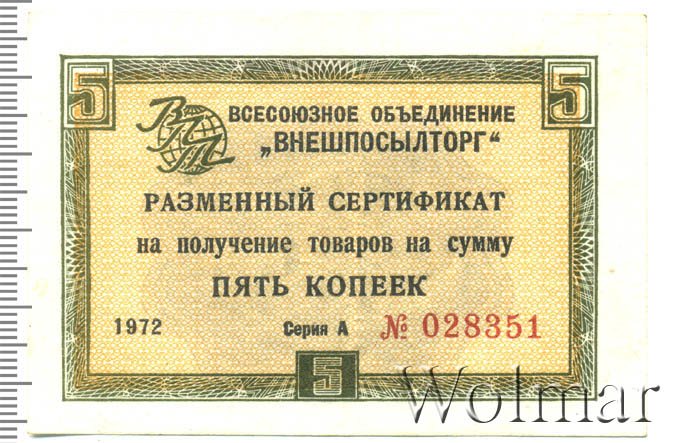 5 5
ВПТ
ВСЕСОЮЗНОЕ ОБЪЕДИНЕНИЕ
„ВНЕШПОСЫЛТОРГ“
РАЗМЕННЫЙ СЕРТИФИКАТ
на получение товаров на сумму
ПЯТЬ КОПЕЕК
1972 Серия А № 028351
5
Wolmar